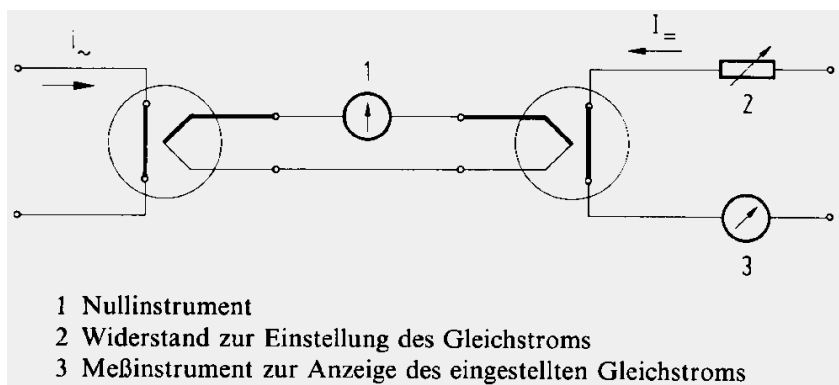 i~
I=
1
2
3
1 Nullinstrument
2 Widerstand zur Einstellung des Gleichstroms
3 Meßinstrument zur Anzeige des eingestellten Gleichstroms